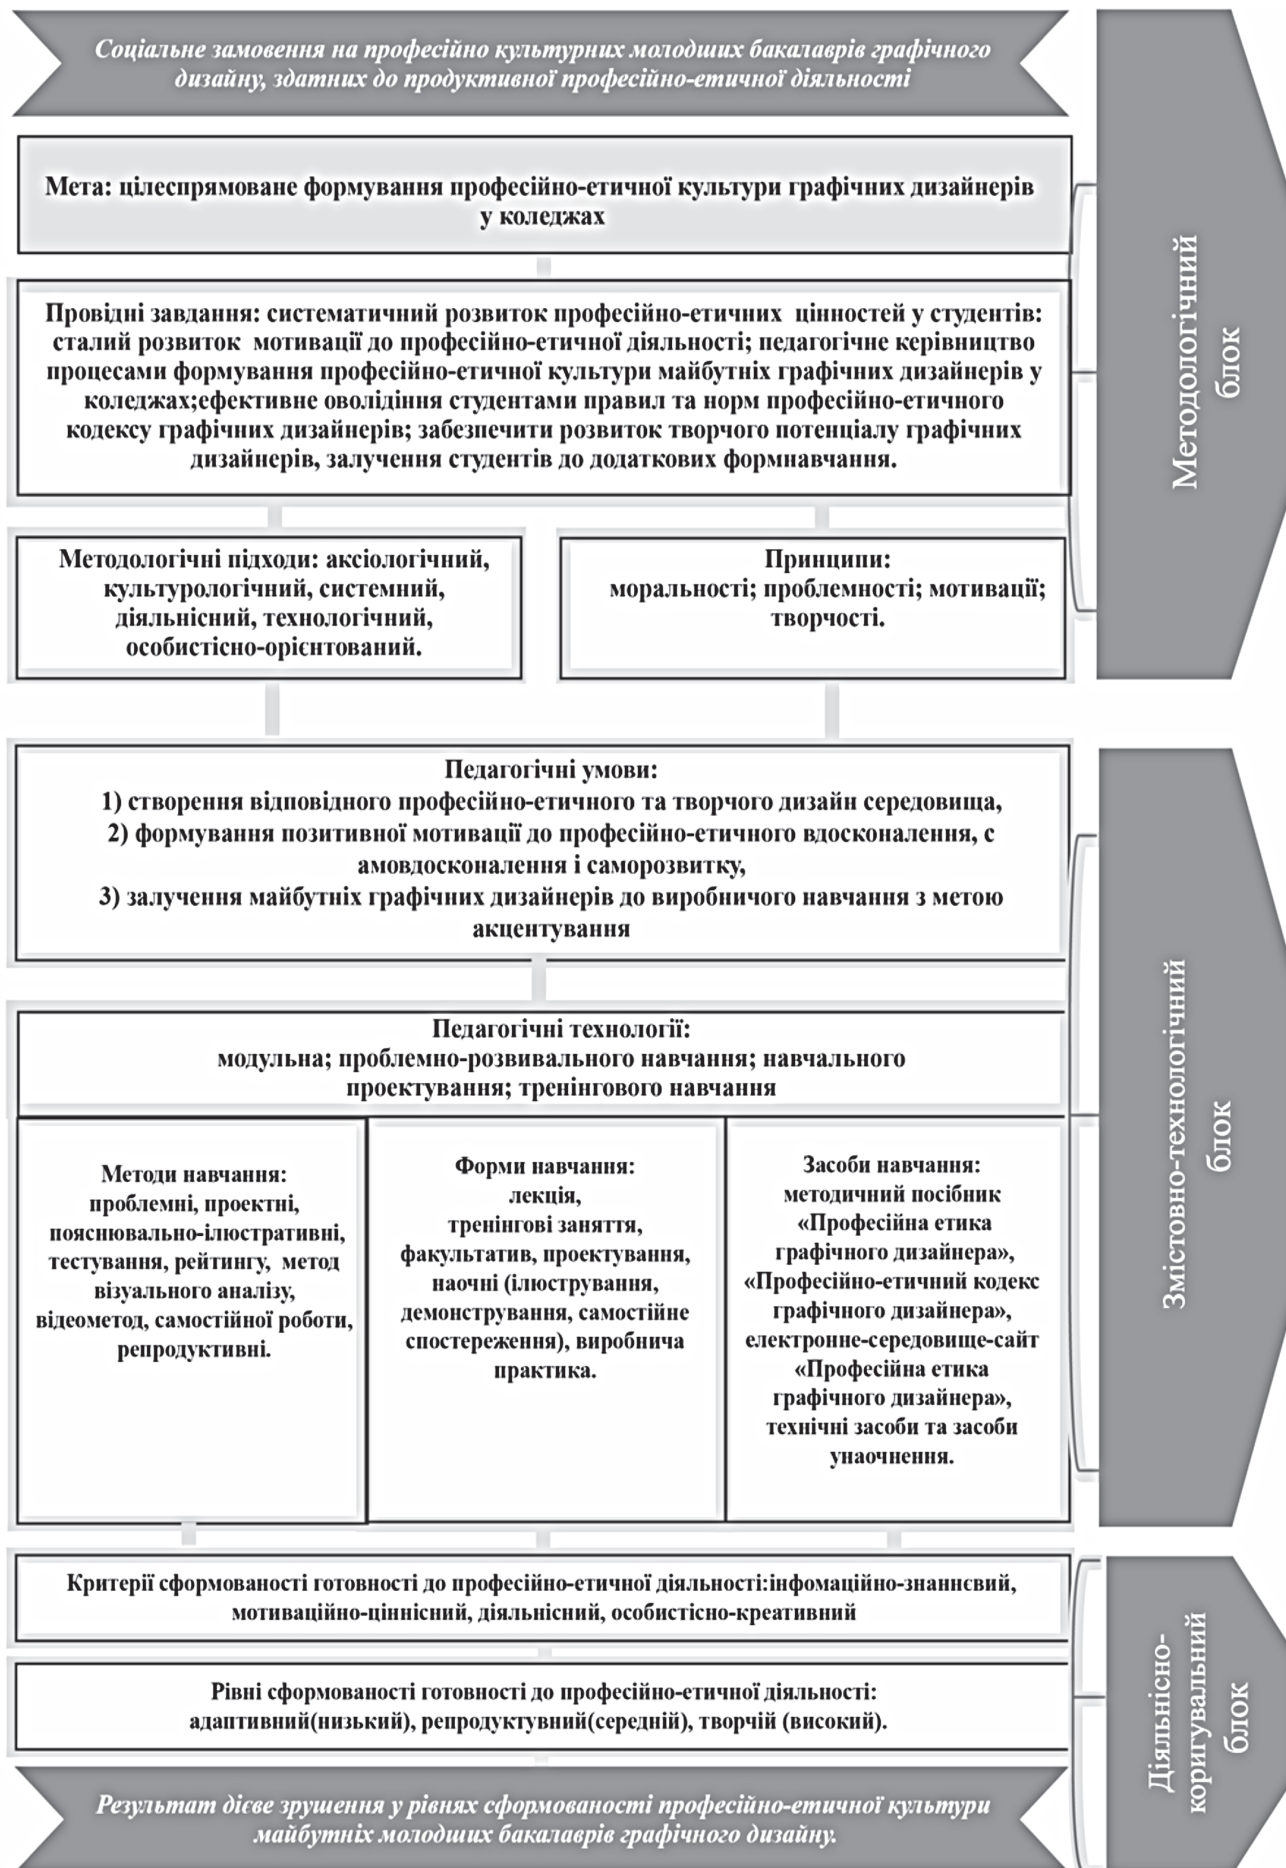 Соціальне замовення на професійно культурних молодших бакалаврів графічного
дизайну, здатних до продуктивної професійно-етичної діяльності
Мета: цілеспрямоване формування професійно-етичної культури графічних дизайнерів
у коледжах
Провідні завдання: систематичний розвиток професійно-етичних цінностей у студентів:
сталий розвиток мотивації до професійно-етичної діяльності; педагогічне керівництво
процесами формування професійно-етичної культури майбутніх графічних дизайнерів у
коледжах;ефективне оволідіння студентами правил та норм професійно-етичного
кодексу графічних дизайнерів; забезпечити розвиток творчого потенціалу графічних
дизайнерів, залучення студентів до додаткових формнавчання.
Методологічні підходи: аксіологічний,
культурологічний, системний,
діяльнісний, технологічний,
особистісно-орієнтований.
Принципи:
моральності; проблемності; мотивації;
творчості.
Методологічний
блок
Педагогічні умови:
1) створення відповідного професійно-етичного та творчого дизайн середовища,
2) формування позитивної мотивації до професійно-етичного вдосконалення, с
амовдосконалення і саморозвитку,
3) залучення майбутніх графічних дизайнерів до виробничого навчання з метою
акцентування
Педагогічні технології:
модульна; проблемно-розвивального навчання; навчального
проектування; тренінгового навчання
Методи навчання:
проблемні, проектні,
пояснювально-ілюстративні,
тестування, рейтингу, метод
візуального аналізу,
відеометод, самостійної роботи,
репродуктивні.
Форми навчання:
лекція,
тренінгові заняття,
факультатив, проектування,
наочні (ілюстрування,
демонстрування, самостійне
спостереження), виробнича
практика.
Засоби навчання:
методичний посібник
«Професійна етика
графічного дизайнера»,
«Професійно-етичний кодекс
графічного дизайнера»,
електронне-середовище-сайт
«Професійна етика
графічного дизайнера»,
технічні засоби та засоби
унаочнення.
Змістовно-технологічний
блок
Критерії сформованості готовності до професійно-етичної діяльності:інфомаційно-знаннєвий,
мотиваційно-ціннісний, діяльнісний, особистісно-креативний
Рівні сформованості готовності до професійно-етичної діяльності:
адаптивний(низький), репродуктувний(середній), творчій (високий).
Діяльнісно-
коригувальний
блок
Результат дієве зрушення у рівнях сформованості професійно-етичної культури
майбутніх молодших бакалаврів графічного дизайну.